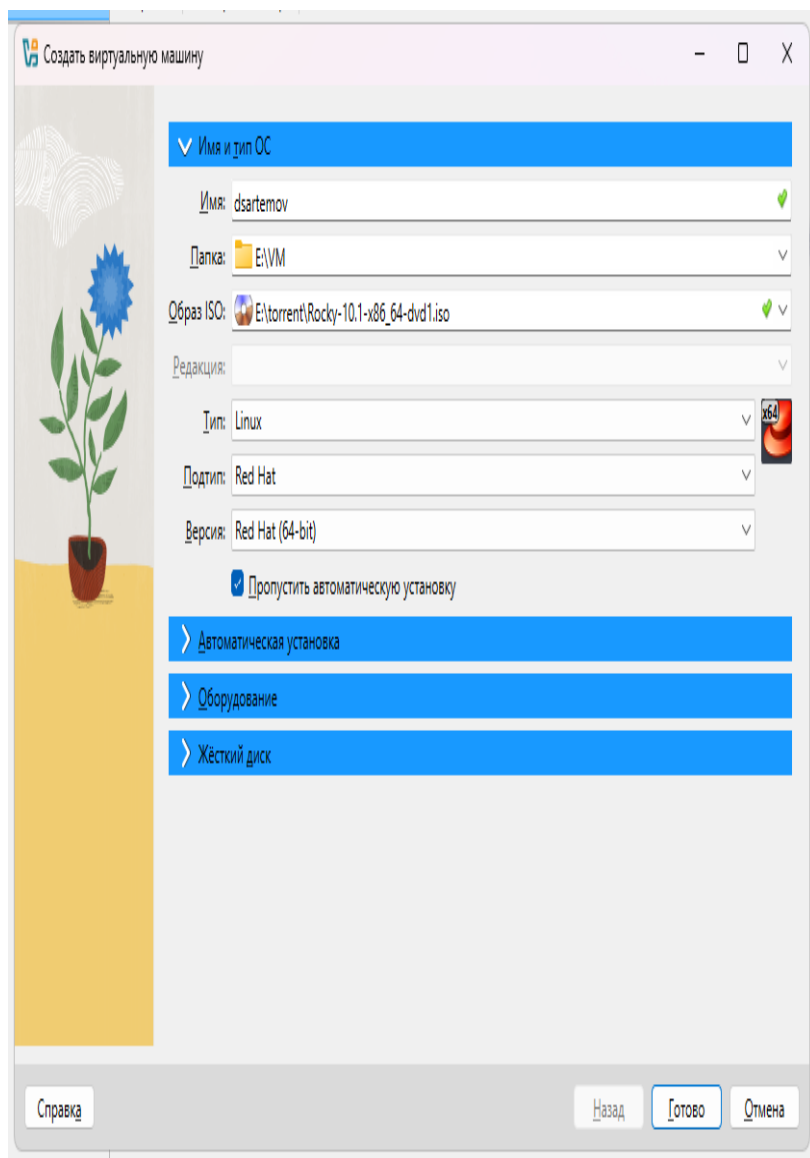 Создать виртуальную машину
Имя и тип ОС
Имя: dsartemov
Папка: E:\VM
Образ ISO: E:\torrent\Rocky-10.1-x86_64-dvd1.iso
Редакция:
Тип: Linux
x64
Подтип: Red Hat
Версия: Red Hat (64-bit)
Пропустить автоматическую установку
Автоматическая установка
Оборудование
Жёсткий диск
Справка Назад Готово Отмена